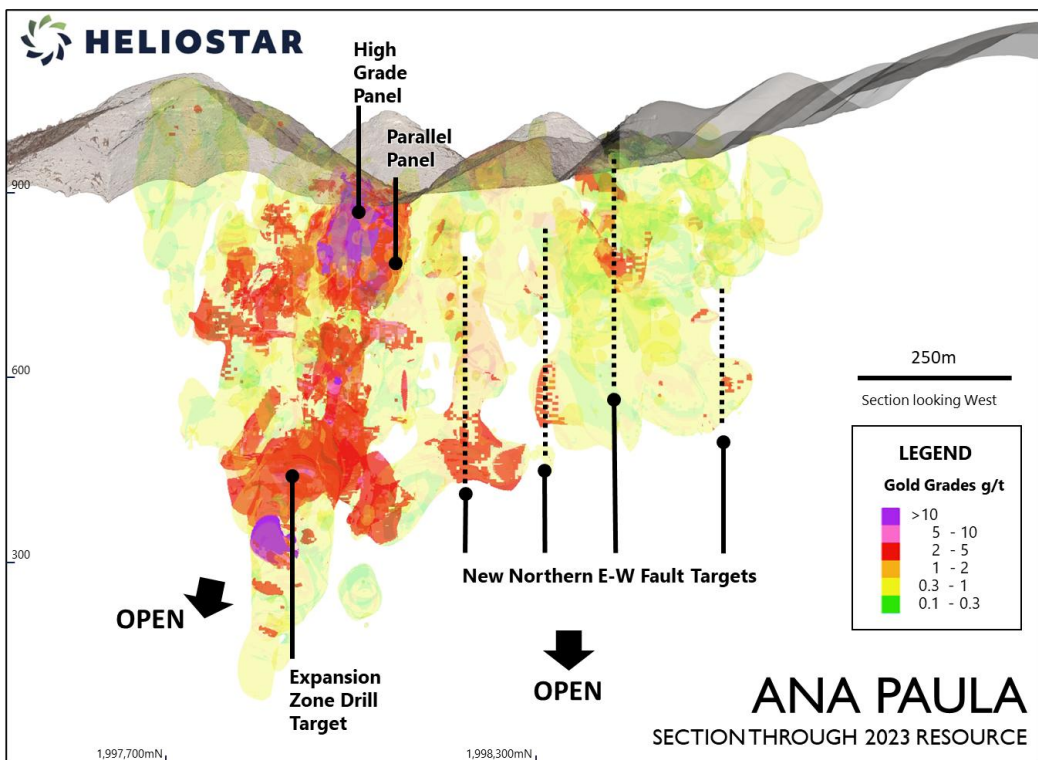 HELIOSTAR
High
Grade
Panel
Parallel
Panel
900
600
300
250m
Section looking West
LEGEND
Gold Grades g/t
>10
5 - 10
2 - 5
1 - 2
0.3 - 1
0.1 - 0.3
New Northern E-W Fault Targets
OPEN
OPEN
Expansion
Zone Drill
Target
ANA PAULA
SECTION THROUGH 2023 RESOURCE
1,997,700mN
1,998,300mN